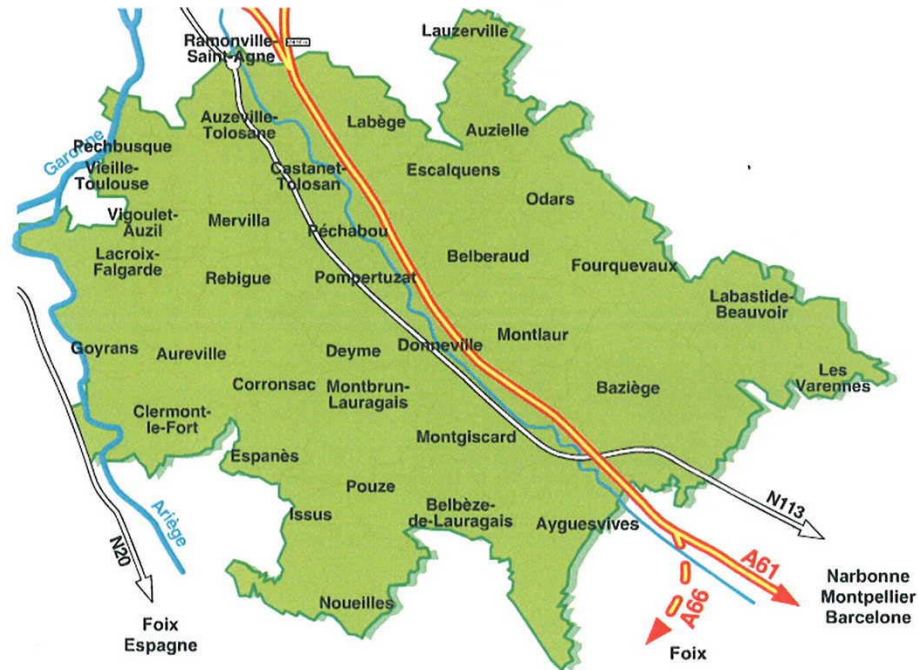 Lauzerville
Ramonville-
Saint-Agne
Auzeville-
Tolosane
Labège
Auzielle
Garonne
Pechbusque
Vieille-
Toulouse
Castanet-
Tolosan
Escalquens
Odars
Vigoulet-
Auzil
Mervilla
Péchabou
Lacroix-
Falgarde
Rebigue
Pompertuzat
Belberaud
Fourquevaux
Labastide-
Beauvoir
Goyrans
Aureville
Deyme
Donneville
Montlaur
Les
Varennes
Corronsac
Montbrun-
Lauragais
Baziège
Clermont-
le-Fort
Montgiscard
Espanès
Pouze
Issus
Belbèze-
de-Lauragais
Ayguesvives
N113
Ariège
N20
A61
A66
Noueilles
Narbonne
Montpellier
Barcelone
Foix
Espagne
Foix